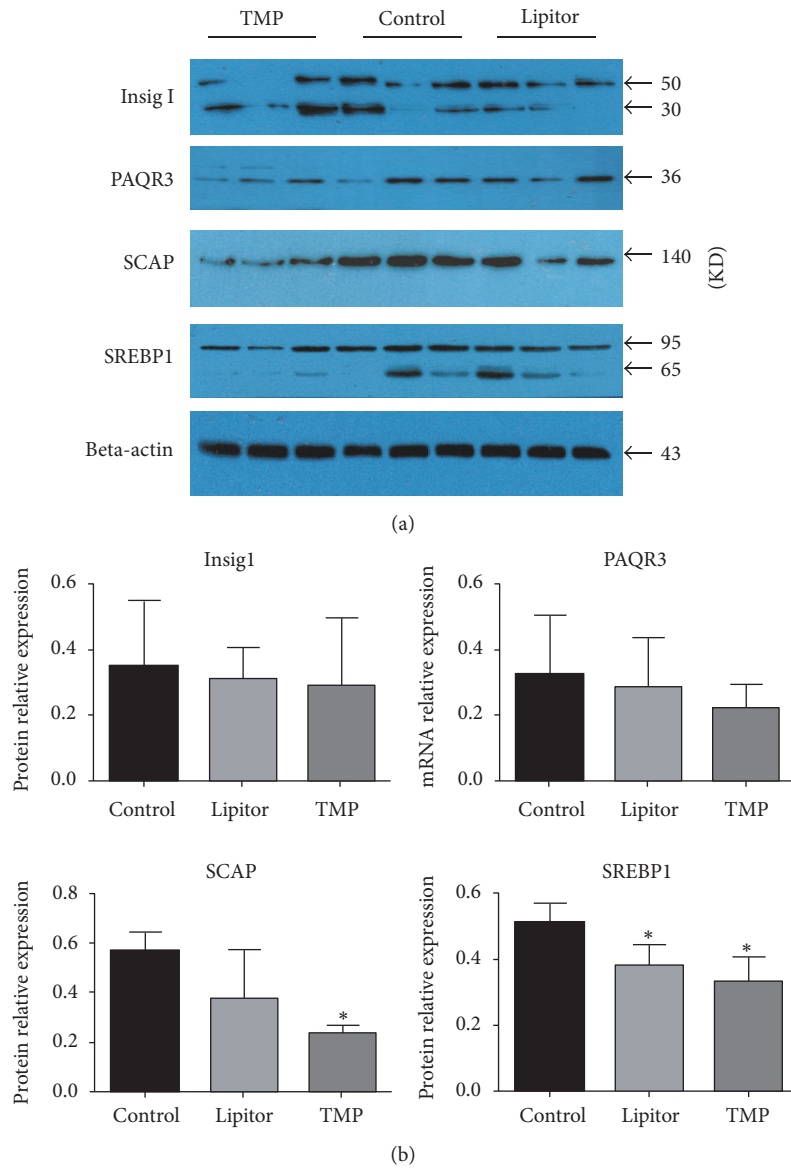 TMP Control Lipitor
Insig I
50
30
PAQR3
36
SCAP
140
(KD)
SREBP1
95
65
Beta-actin
43
(a)
Insig1
Protein relative expression
0.6
0.4
0.2
0.0
Control Lipitor TMP
PAQR3
mRNA relative expression
0.6
0.4
0.2
0.0
Control Lipitor TMP
SCAP
Protein relative expression
0.8
0.6
0.4
0.2
0.0
*
Control Lipitor TMP
SREBP1
Protein relative expression
0.6
0.4
0.2
0.0
* *
Control Lipitor TMP
(b)